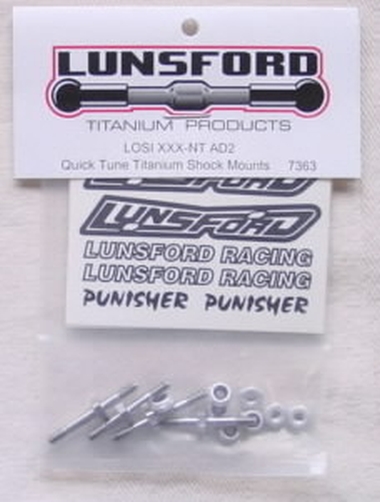 LUNSFORD
TITANIUM PRODUCTS
LOSI XXX-NT AD2
Quick Tune Titanium Shock Mounts 7363
LUNSFORD
LUNSFORD
LUNSFORD RACING
LUNSFORD RACING
PUNISHER PUNISHER